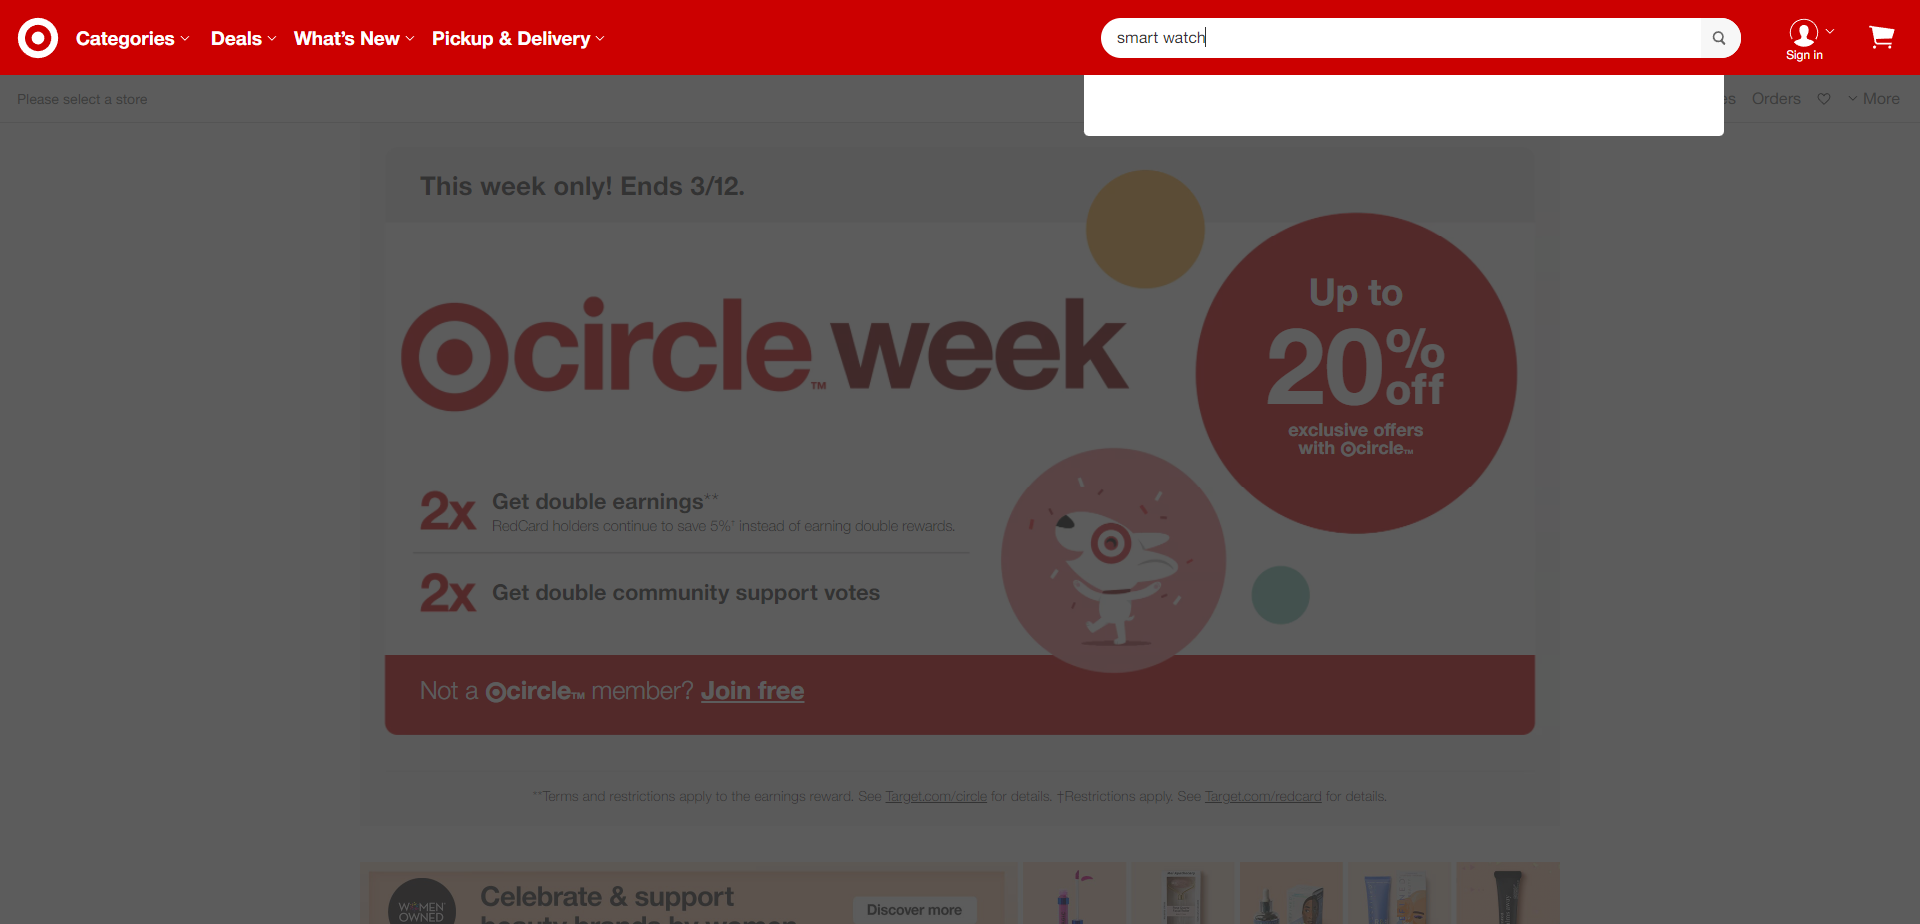 Categories
Deals
What's New
Pickup & Delivery
smart watch
Sign in
Please select a store
Orders
More
This week only! Ends 3/12.
circle™ week
Up to
20% off
exclusive offers
with circle™
2x Get double earnings**
RedCard holders continue to save 5%† instead of earning double rewards.
2x Get double community support votes
Not a circle™ member? Join free
**Terms and restrictions apply to the earnings reward. See Target.com/circle for details. †Restrictions apply. See Target.com/redcard for details.
WOMEN
OWNED
Celebrate & support
beauty brands by women
Discover more